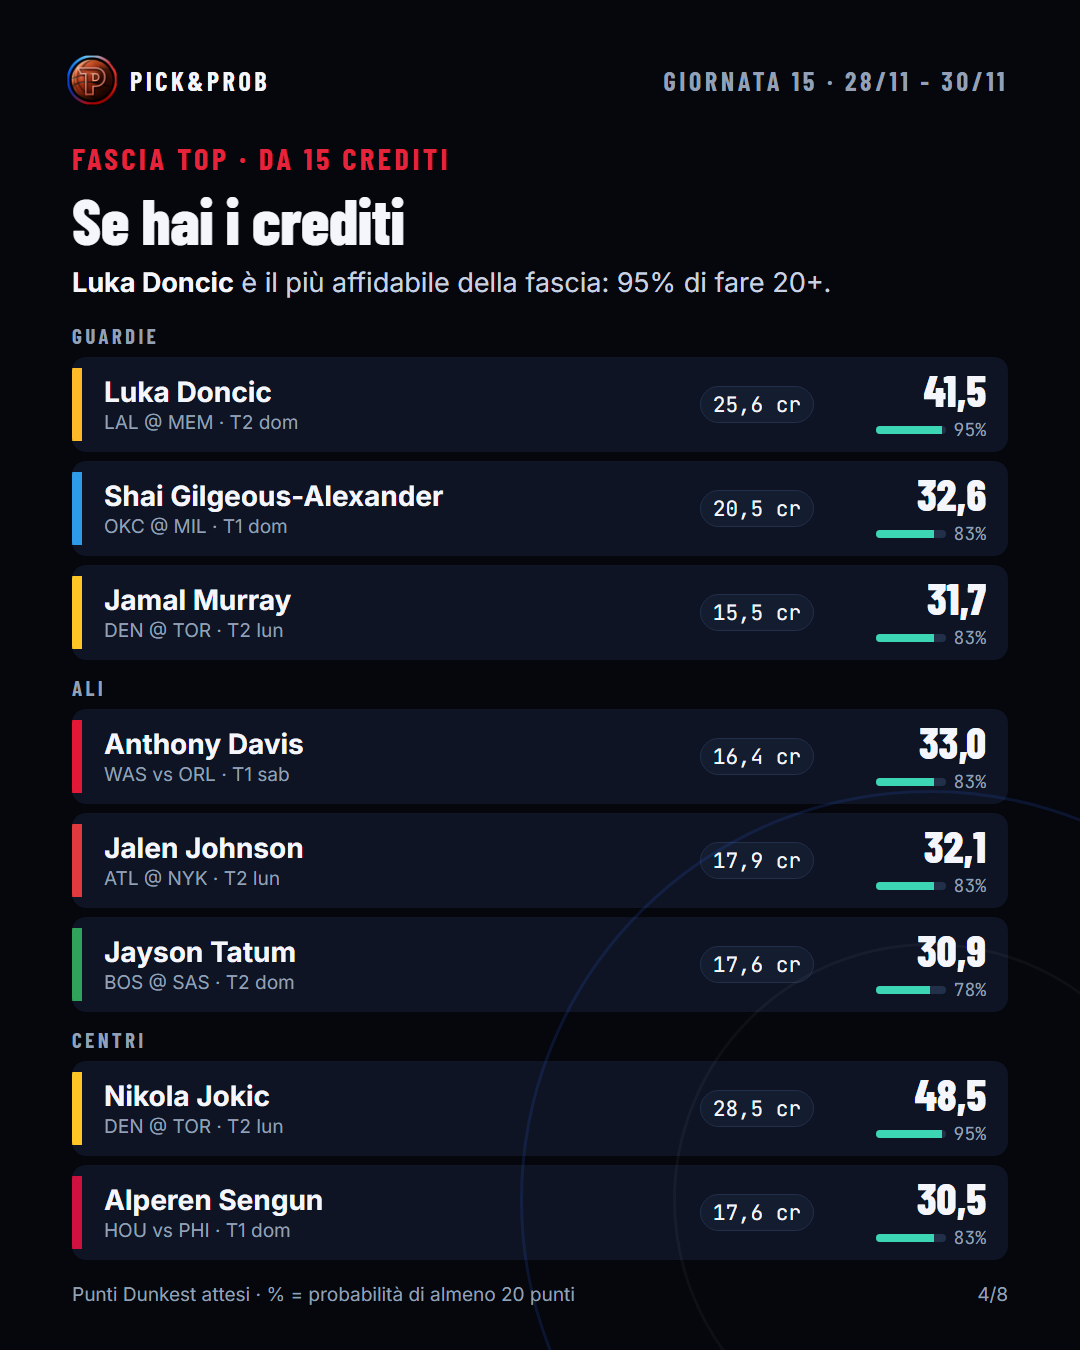 P
PICK&PROB
GIORNATA 15 · 28/11 - 30/11
FASCIA TOP · DA 15 CREDITI
Se hai i crediti
Luka Doncic è il più affidabile della fascia: 95% di fare 20+.
GUARDIE
Luka Doncic
LAL @ MEM · T2 dom
25,6 cr
41,5
95%
Shai Gilgeous-Alexander
OKC @ MIL · T1 dom
20,5 cr
32,6
83%
Jamal Murray
DEN @ TOR · T2 lun
15,5 cr
31,7
83%
ALI
Anthony Davis
WAS vs ORL · T1 sab
16,4 cr
33,0
83%
Jalen Johnson
ATL @ NYK · T2 lun
17,9 cr
32,1
83%
Jayson Tatum
BOS @ SAS · T2 dom
17,6 cr
30,9
78%
CENTRI
Nikola Jokic
DEN @ TOR · T2 lun
28,5 cr
48,5
95%
Alperen Sengun
HOU vs PHI · T1 dom
17,6 cr
30,5
83%
Punti Dunkest attesi · % = probabilità di almeno 20 punti
4/8